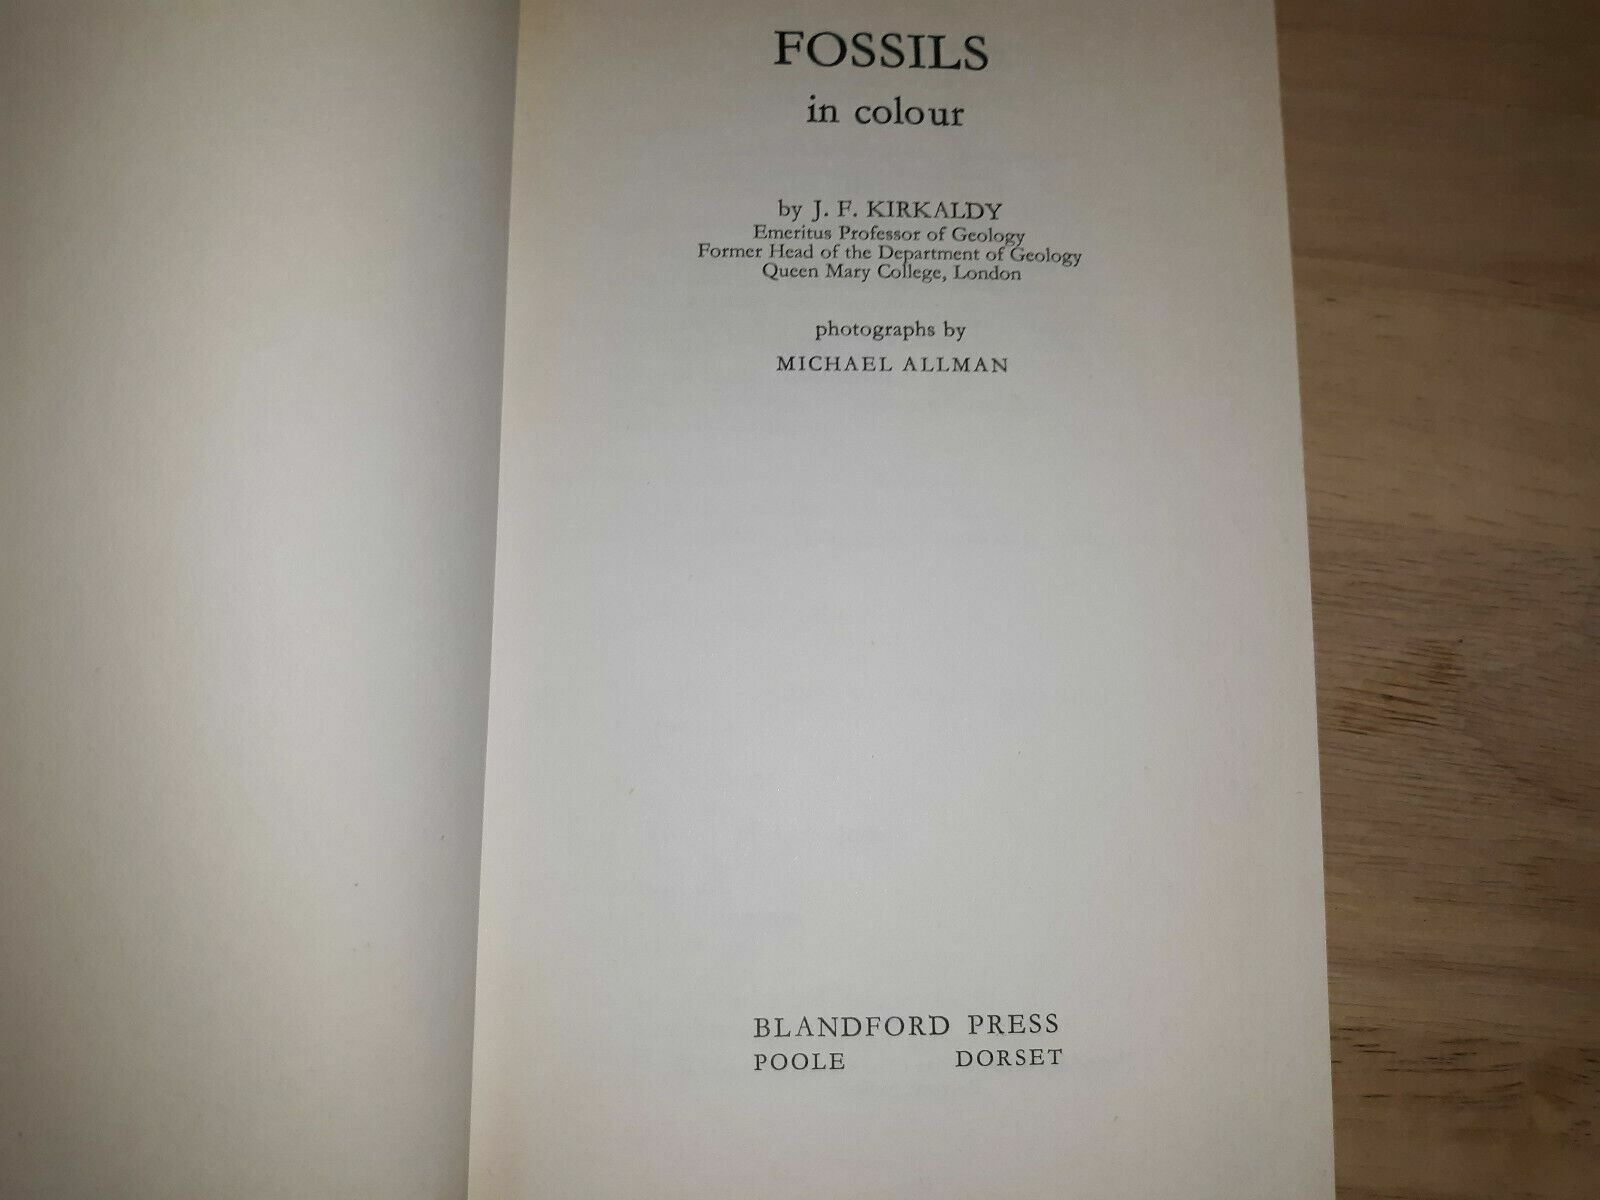 FOSSILS
in colour
by J. F. KIRKALDY
Emeritus Professor of Geology
Former Head of the Department of Geology
Queen Mary College, London
photographs by
MICHAEL ALLMAN
BLANDFORD PRESS
POOLE DORSET